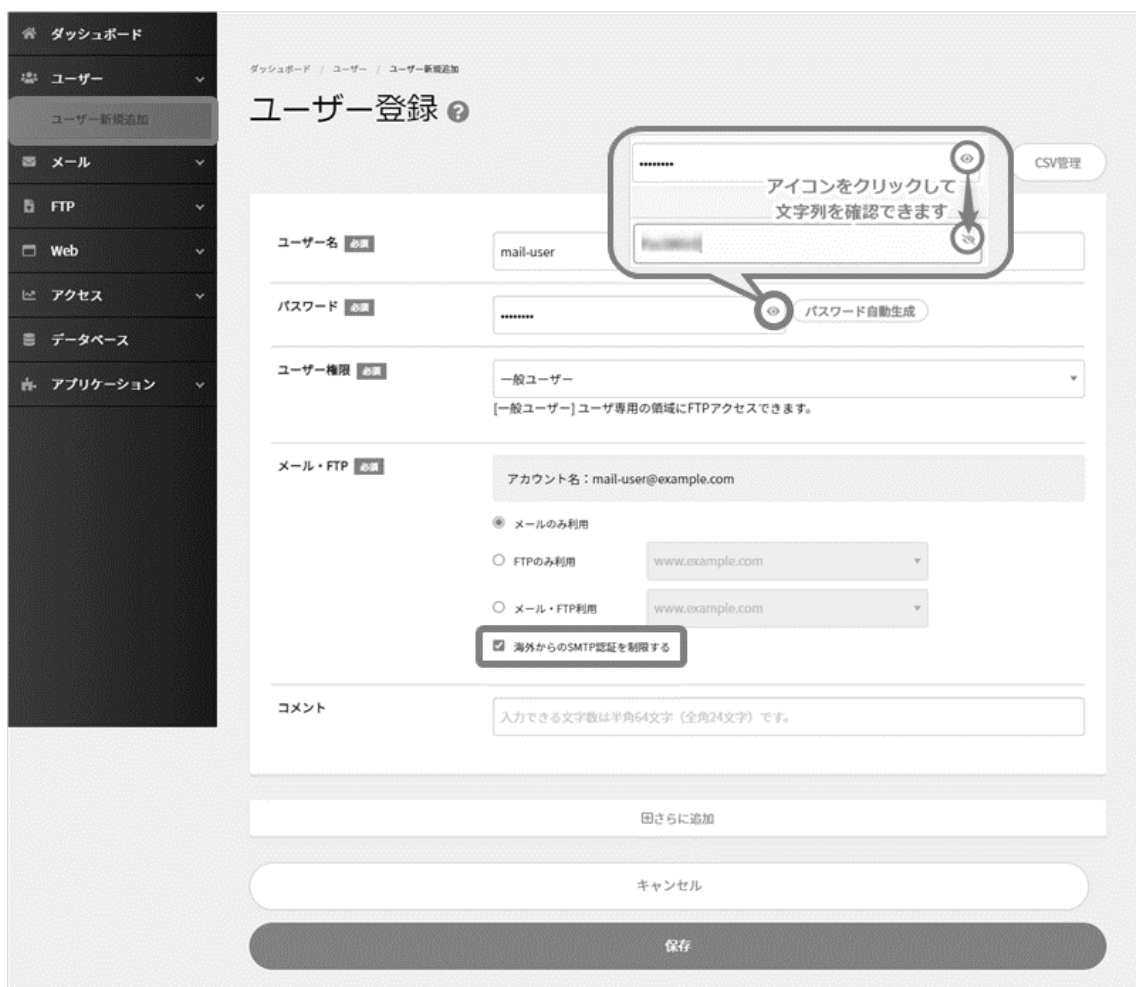 ダッシュボード
ユーザー
ユーザー新規追加
メール
FTP
Web
アクセス
データベース
アプリケーション
ダッシュボード / ユーザー / ユーザー新規追加
ユーザー登録 ?
CSV管理
••••••••
アイコンをクリックして
文字列を確認できます
ユーザー名 必須
mail-user
パスワード 必須
••••••••
パスワード自動生成
ユーザー権限 必須
一般ユーザー
[一般ユーザー] ユーザ専用の領域にFTPアクセスできます。
メール・FTP 必須
アカウント名:mail-user@example.com
メールのみ利用
FTPのみ利用 www.example.com
メール・FTP利用 www.example.com
海外からのSMTP認証を制限する
コメント
入力できる文字数は半角64文字(全角24文字)です。
さらに追加
キャンセル
保存